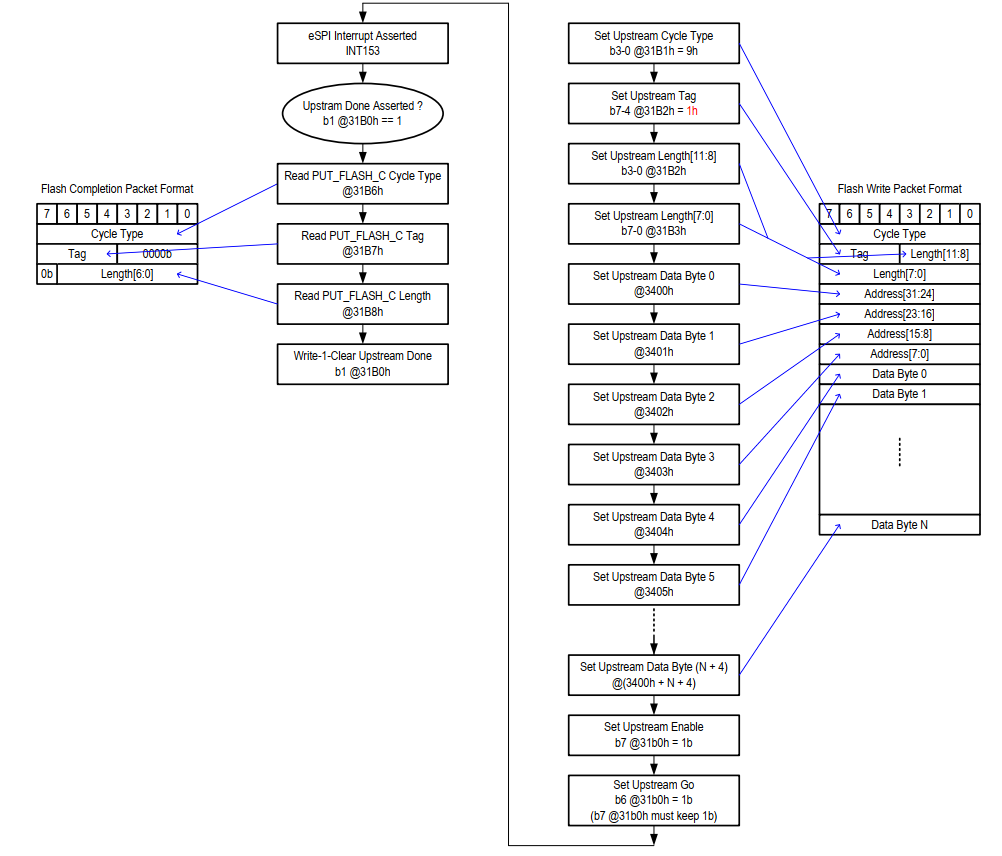 eSPI Interrupt Asserted
INT153
Upstram Done Asserted ?
b1 @31B0h == 1
Read PUT_FLASH_C Cycle Type
@31B6h
Read PUT_FLASH_C Tag
@31B7h
Read PUT_FLASH_C Length
@31B8h
Write-1-Clear Upstream Done
b1 @31B0h
Flash Completion Packet Format
7 6 5 4 3 2 1 0
Cycle Type
Tag 0000b
0b Length[6:0]
Set Upstream Cycle Type
b3-0 @31B1h = 9h
Set Upstream Tag
b7-4 @31B2h = 1h
Set Upstream Length[11:8]
b3-0 @31B2h
Set Upstream Length[7:0]
b7-0 @31B3h
Set Upstream Data Byte 0
@3400h
Set Upstream Data Byte 1
@3401h
Set Upstream Data Byte 2
@3402h
Set Upstream Data Byte 3
@3403h
Set Upstream Data Byte 4
@3404h
Set Upstream Data Byte 5
@3405h
Set Upstream Data Byte (N + 4)
@(3400h + N + 4)
Set Upstream Enable
b7 @31b0h = 1b
Set Upstream Go
b6 @31b0h = 1b
(b7 @31b0h must keep 1b)
Flash Write Packet Format
7 6 5 4 3 2 1 0
Cycle Type
Tag Length[11:8]
Length[7:0]
Address[31:24]
Address[23:16]
Address[15:8]
Address[7:0]
Data Byte 0
Data Byte 1
Data Byte N